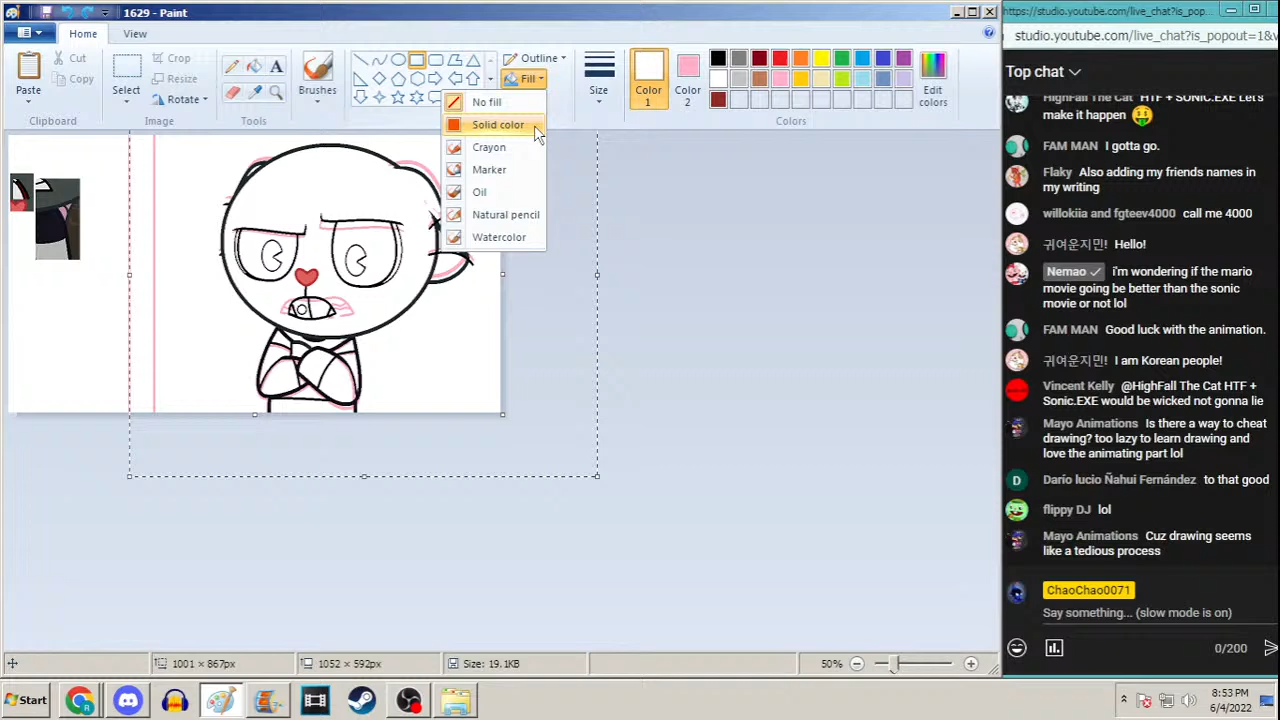 1629 - Paint
https://studio.youtube.com/live_chat?is_pop...
Home
View
studio.youtube.com/live_chat?is_popout=1&v
Paste
Cut
Copy
Clipboard
Select
Crop
Resize
Rotate
Image
Tools
Brushes
Outline
Fill
Size
Color
1
Color
2
Edit
colors
Colors
No fill
Solid color
Crayon
Marker
Oil
Natural pencil
Watercolor
Top chat
HighFall The Cat HTF + SONIC.EXE Let's
make it happen
FAM MAN I gotta go.
Flaky Also adding my friends names in
my writing
willokiia and fgteev4000 call me 4000
귀여운지민! Hello!
Nemao i'm wondering if the mario
movie going be better than the sonic
movie or not lol
FAM MAN Good luck with the animation.
귀여운지민! I am Korean people!
Vincent Kelly @HighFall The Cat HTF +
Sonic.EXE would be wicked not gonna lie
Mayo Animations Is there a way to cheat
drawing? too lazy to learn drawing and
love the animating part lol
D
Darío lucio Ñahui Fernández to that good
flippy DJ lol
Mayo Animations Cuz drawing seems
like a tedious process
ChaoChao0071
Say something... (slow mode is on)
0/200
1001 × 867px
1052 × 592px
Size: 19.1KB
50%
Start
8:53 PM
6/4/2022